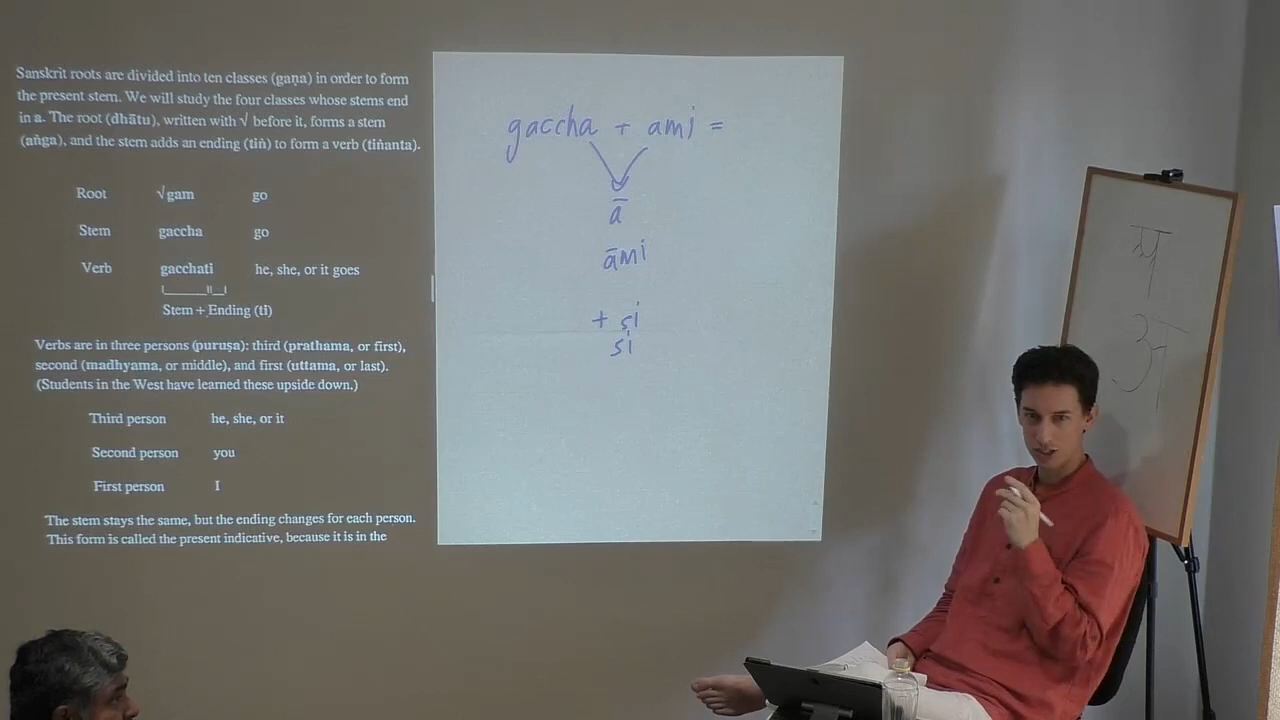 Sanskrit roots are divided into ten classes (gaṇa) in order to form
the present stem. We will study the four classes whose stems end
in a. The root (dhātu), written with √ before it, forms a stem
(aṅga), and the stem adds an ending (tiṅ) to form a verb (tiṅanta).
Root √gam go
Stem gaccha go
Verb gacchati he, she, or it goes
Stem + Ending (ti)
Verbs are in three persons (puruṣa): third (prathama, or first),
second (madhyama, or middle), and first (uttama, or last).
(Students in the West have learned these upside down.)
Third person he, she, or it
Second person you
First person I
The stem stays the same, but the ending changes for each person.
This form is called the present indicative, because it is in the
gaccha + ami =
ā
āmi
+ si
si
अ